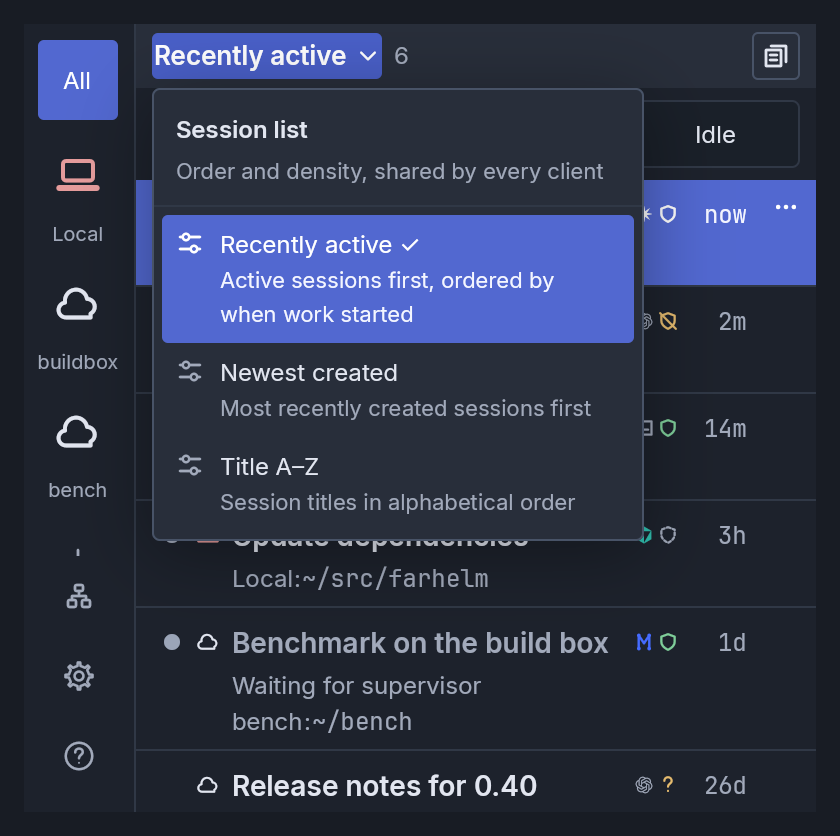 All
Recently active 6
Session list
Order and density, shared by every client
Idle
Local
Recently active
now
Active sessions first, ordered by
when work started
buildbox
Newest created
2m
Most recently created sessions first
14m
bench
Title A–Z
Session titles in alphabetical order
Update dependencies
3h
Local:~/src/farhelm
Benchmark on the build box 1d
Waiting for supervisor
bench:~/bench
Release notes for 0.40 ? 26d